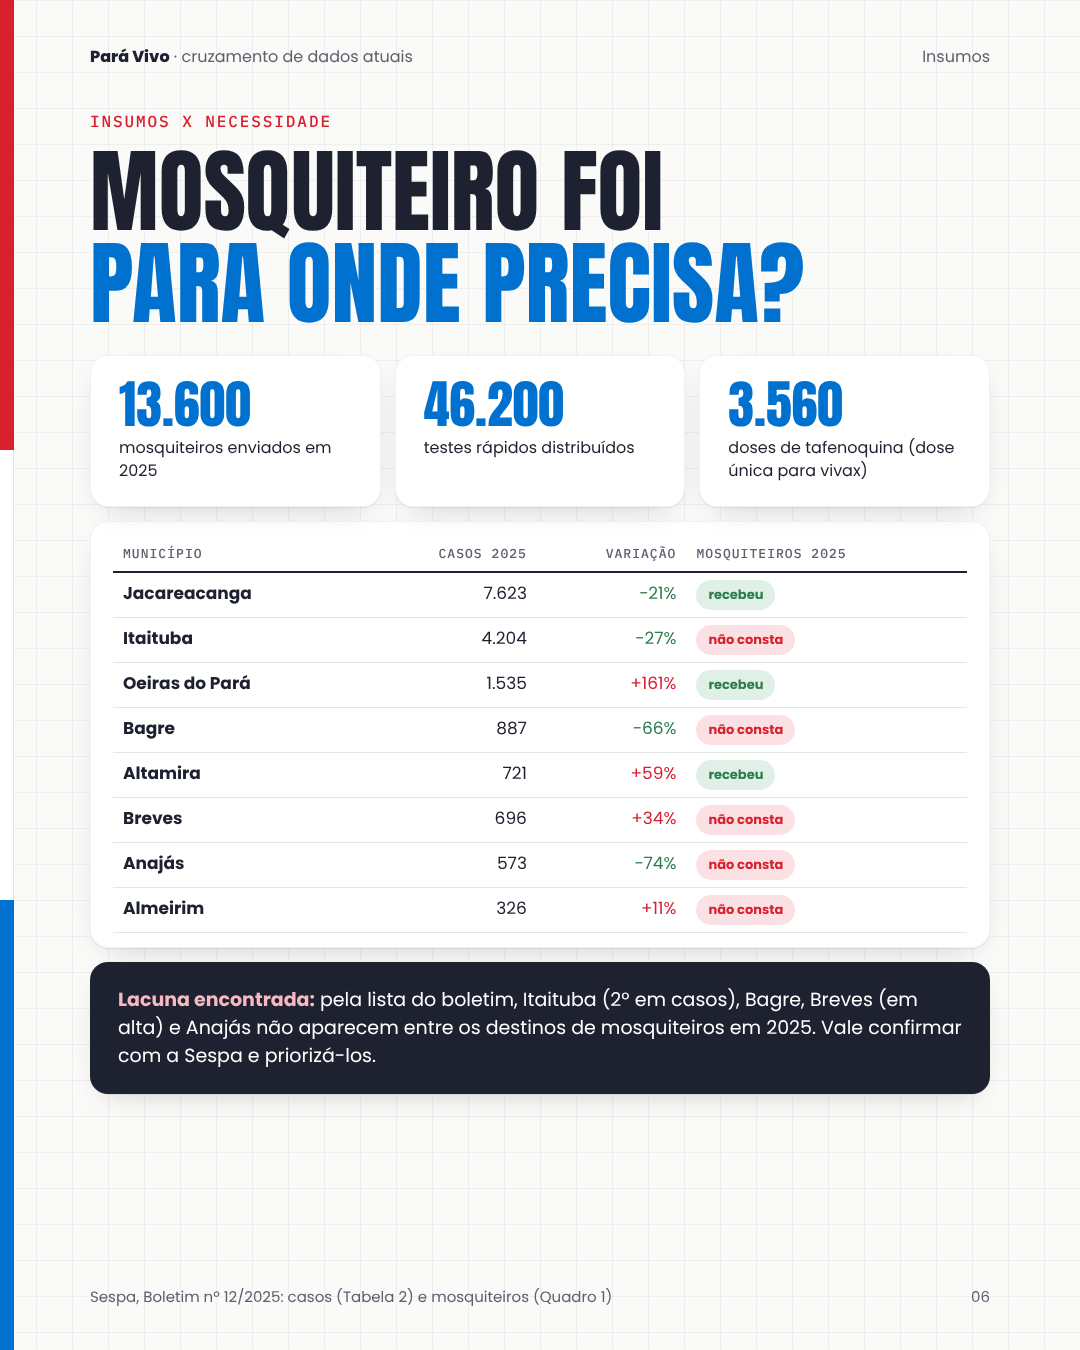 Pará Vivo · cruzamento de dados atuais
Insumos
INSUMOS X NECESSIDADE
MOSQUITEIRO FOI
PARA ONDE PRECISA?
13.600
mosquiteiros enviados em
2025
46.200
testes rápidos distribuídos
3.560
doses de tafenoquina (dose
única para vivax)
MUNICÍPIO CASOS 2025 VARIAÇÃO MOSQUITEIROS 2025
Jacareacanga 7.623 -21% recebeu
Itaituba 4.204 -27% não consta
Oeiras do Pará 1.535 +161% recebeu
Bagre 887 -66% não consta
Altamira 721 +59% recebeu
Breves 696 +34% não consta
Anajás 573 -74% não consta
Almeirim 326 +11% não consta
Lacuna encontrada: pela lista do boletim, Itaituba (2º em casos), Bagre, Breves (em
alta) e Anajás não aparecem entre os destinos de mosquiteiros em 2025. Vale confirmar
com a Sespa e priorizá-los.
Sespa, Boletim nº 12/2025: casos (Tabela 2) e mosquiteiros (Quadro 1)
06